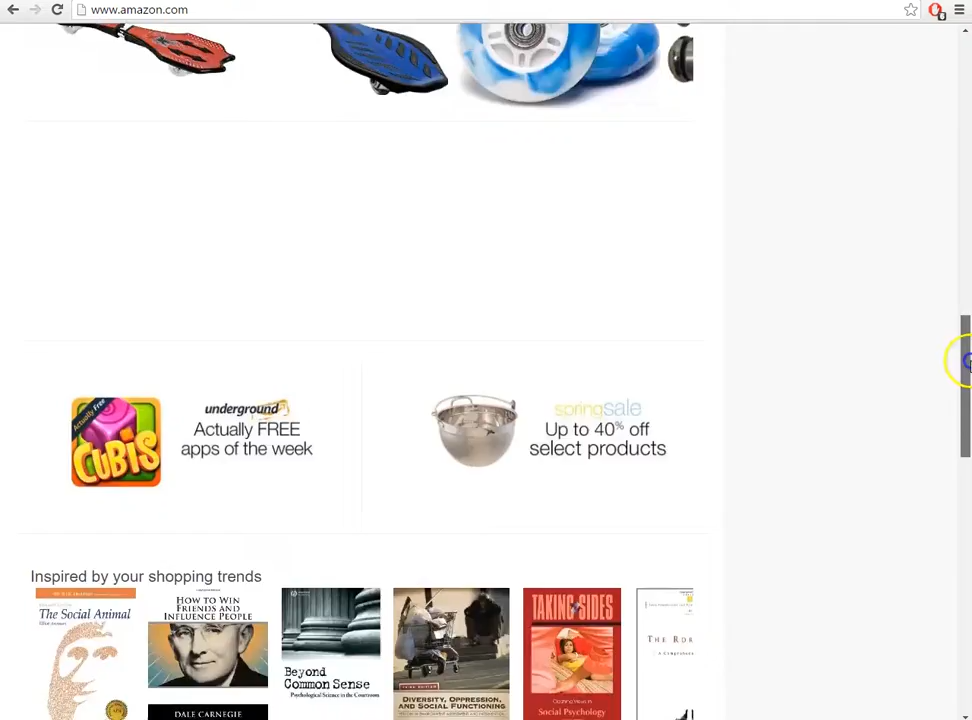 www.amazon.com
Actually Free
CUBIS
underground
Actually FREE
apps of the week
springsale
Up to 40% off
select products
Inspired by your shopping trends
The Social Animal
HOW TO WIN
FRIENDS AND
INFLUENCE PEOPLE
DALE CARNEGIE
Beyond
Common Sense
Psychological Science in the Courtroom
DIVERSITY, OPPRESSION,
AND SOCIAL FUNCTIONING
TAKING SIDES
Social Psychology
THE ROR